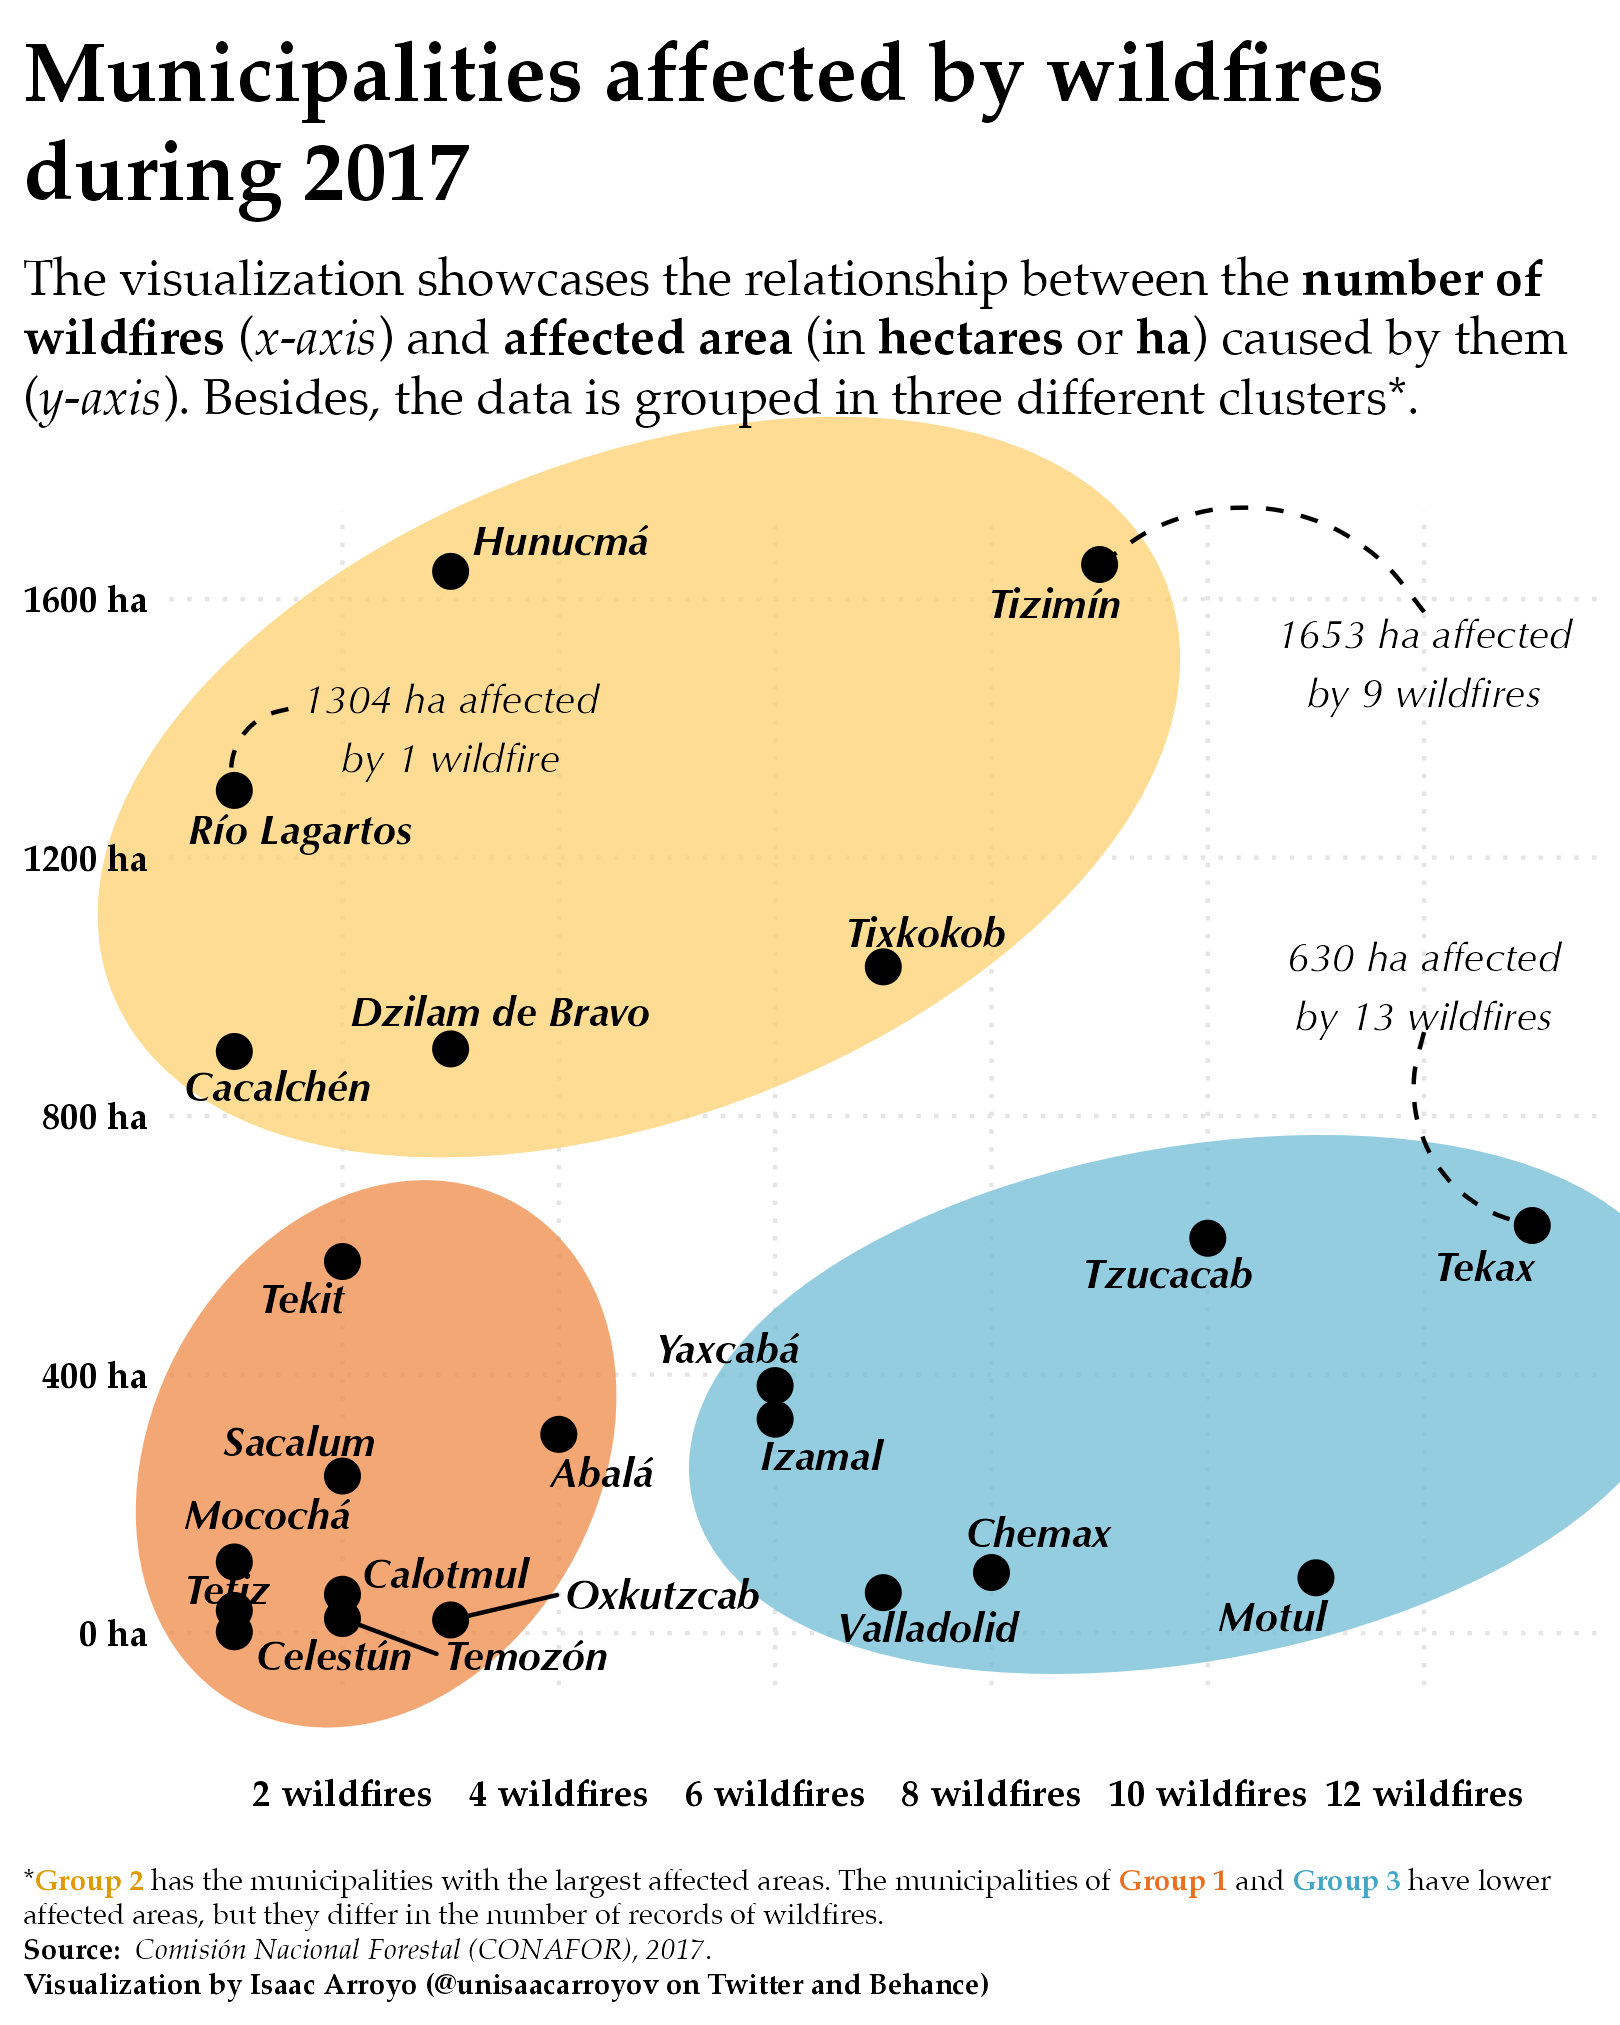 Municipalities affected by wildfires
during 2017
The visualization showcases the relationship between the number of
wildfires (x-axis) and affected area (in hectares or ha) caused by them
(y-axis). Besides, the data is grouped in three different clusters*.
Hunucmá
Tizimín
1600 ha
1653 ha affected
by 9 wildfires
1304 ha affected
by 1 wildfire
Río Lagartos
1200 ha
Tixkokob
630 ha affected
by 13 wildfires
Dzilam de Bravo
Cacalchén
800 ha
Tzucacab
Tekax
Tekit
Yaxcabá
400 ha
Sacalum
Izamal
Abalá
Mocochá
Chemax
Calotmul
Tetiz
Oxkutzcab
Motul
Valladolid
0 ha
Celestún
Temozón
2 wildfires
4 wildfires
6 wildfires
8 wildfires
10 wildfires
12 wildfires
*Group 2 has the municipalities with the largest affected areas. The municipalities of Group 1 and Group 3 have lower
affected areas, but they differ in the number of records of wildfires.
Source: Comisión Nacional Forestal (CONAFOR), 2017.
Visualization by Isaac Arroyo (@unisaacarroyov on Twitter and Behance)